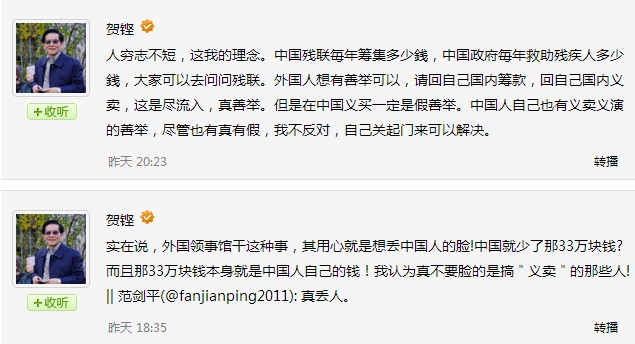 贺铿
人穷志不短，这我的理念。中国残联每年筹集多少銭，中国政府每年救助残疾人多少
銭，大家可以去问问残联。外国人想有善举可以，请回自己国内筹款，回自己国内义
卖，这是尽流入，真善举。但是在中国义买一定是假善举。中国人自己也有义卖义演
的善举，尽管也有真有假，我不反对，自己关起门来可以解决。
+收听
昨天 20:23
转播
贺铿
实在说，外国领事馆干这种事，其用心就是想丢中国人的脸!中国就少了那33万块钱?
而且那33万块钱本身就是中国人自己的钱！我认为真不要脸的是搞＂义卖＂的那些人!
|| 范剑平(@fanjianping2011): 真丢人。
+收听
昨天 18:35
转播